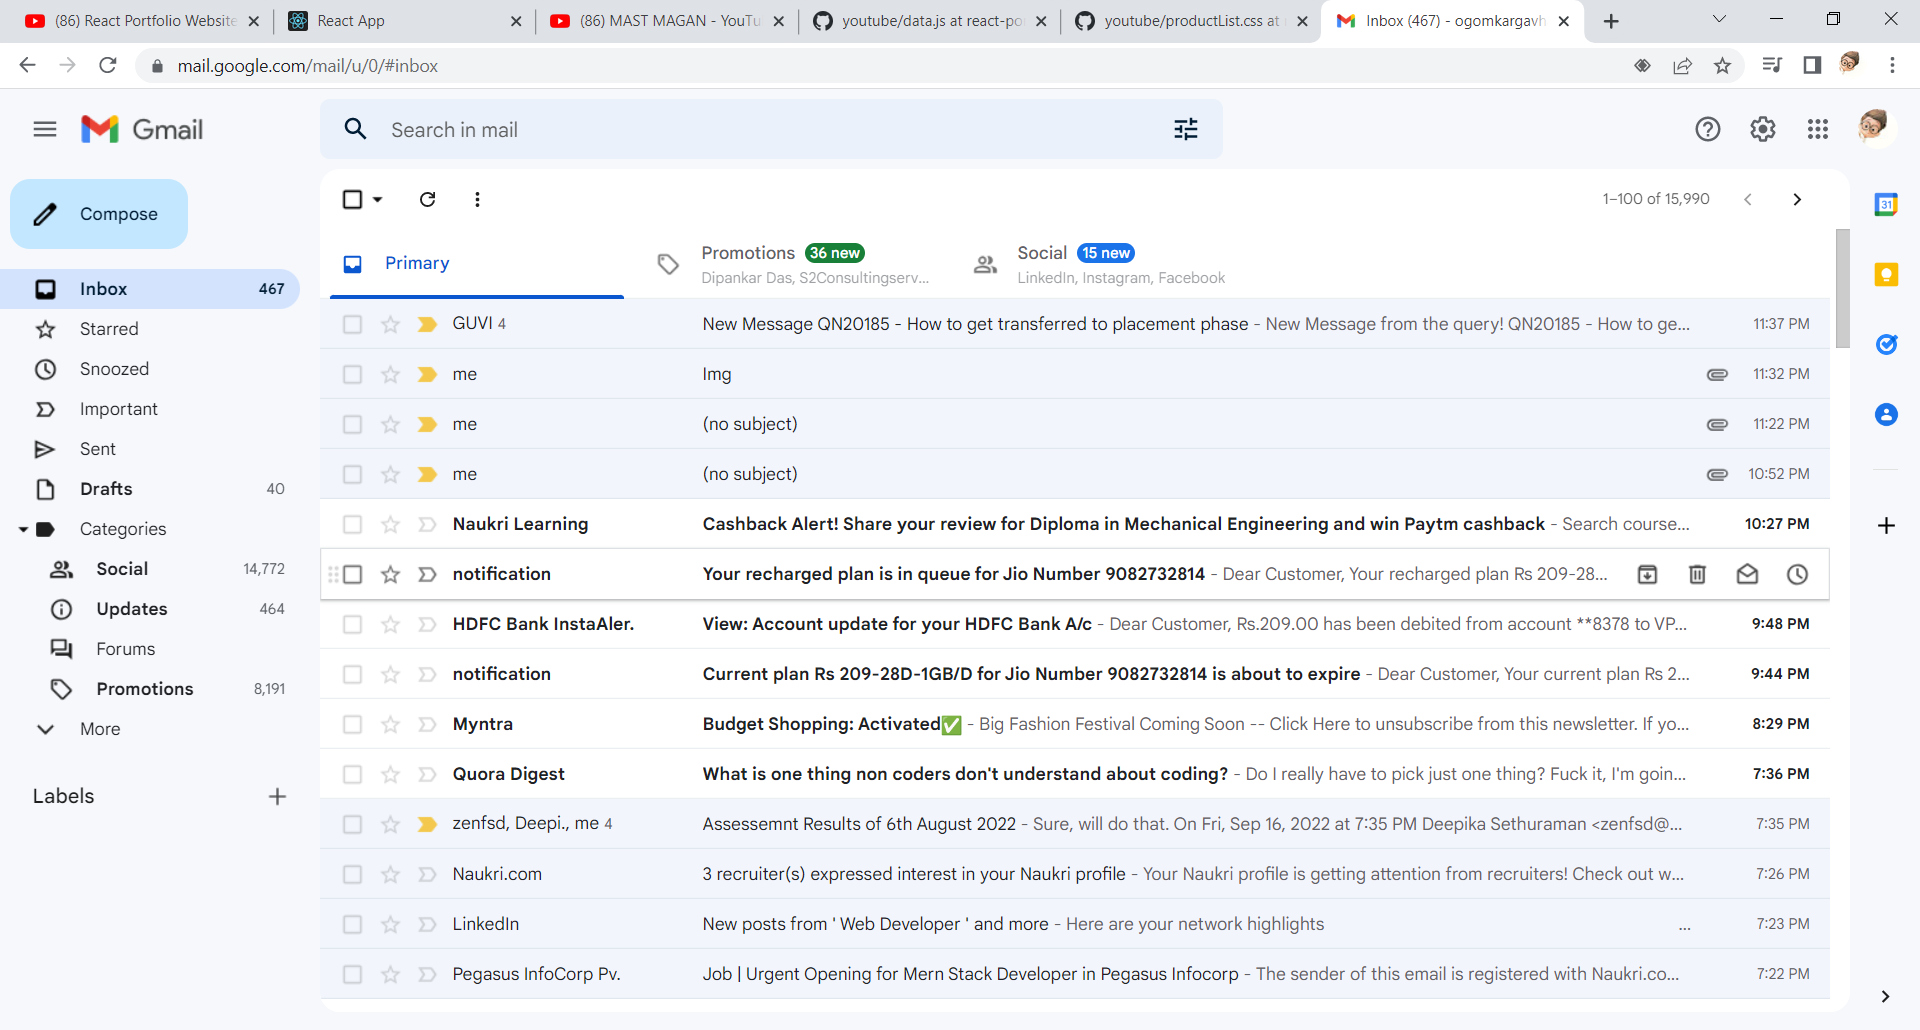 (86) React Portfolio Website
React App
(86) MAST MAGAN - YouTu
youtube/data.js at react-po
youtube/productList.css at
Inbox (467) - ogomkargavh
mail.google.com/mail/u/0/#inbox
Gmail
Search in mail
Compose
1–100 of 15,990
31
Primary
Promotions 36 new
Dipankar Das, S2Consultingserv...
Social 15 new
LinkedIn, Instagram, Facebook
Inbox 467
Starred
Snoozed
Important
Sent
Drafts 40
Categories
Social 14,772
Updates 464
Forums
Promotions 8,191
More
Labels
GUVI 4 New Message QN20185 - How to get transferred to placement phase - New Message from the query! QN20185 - How to ge... 11:37 PM
me Img 11:32 PM
me (no subject) 11:22 PM
me (no subject) 10:52 PM
Naukri Learning Cashback Alert! Share your review for Diploma in Mechanical Engineering and win Paytm cashback - Search course... 10:27 PM
notification Your recharged plan is in queue for Jio Number 9082732814 - Dear Customer, Your recharged plan Rs 209-28...
HDFC Bank InstaAler. View: Account update for your HDFC Bank A/c - Dear Customer, Rs.209.00 has been debited from account **8378 to VP... 9:48 PM
notification Current plan Rs 209-28D-1GB/D for Jio Number 9082732814 is about to expire - Dear Customer, Your current plan Rs 2... 9:44 PM
Myntra Budget Shopping: Activated✅ - Big Fashion Festival Coming Soon -- Click Here to unsubscribe from this newsletter. If yo... 8:29 PM
Quora Digest What is one thing non coders don't understand about coding? - Do I really have to pick just one thing? Fuck it, I'm goin... 7:36 PM
zenfsd, Deepi., me 4 Assessemnt Results of 6th August 2022 - Sure, will do that. On Fri, Sep 16, 2022 at 7:35 PM Deepika Sethuraman <zenfsd@... 7:35 PM
Naukri.com 3 recruiter(s) expressed interest in your Naukri profile - Your Naukri profile is getting attention from recruiters! Check out w... 7:26 PM
LinkedIn New posts from ' Web Developer ' and more - Here are your network highlights ... 7:23 PM
Pegasus InfoCorp Pv. Job | Urgent Opening for Mern Stack Developer in Pegasus Infocorp - The sender of this email is registered with Naukri.co... 7:22 PM